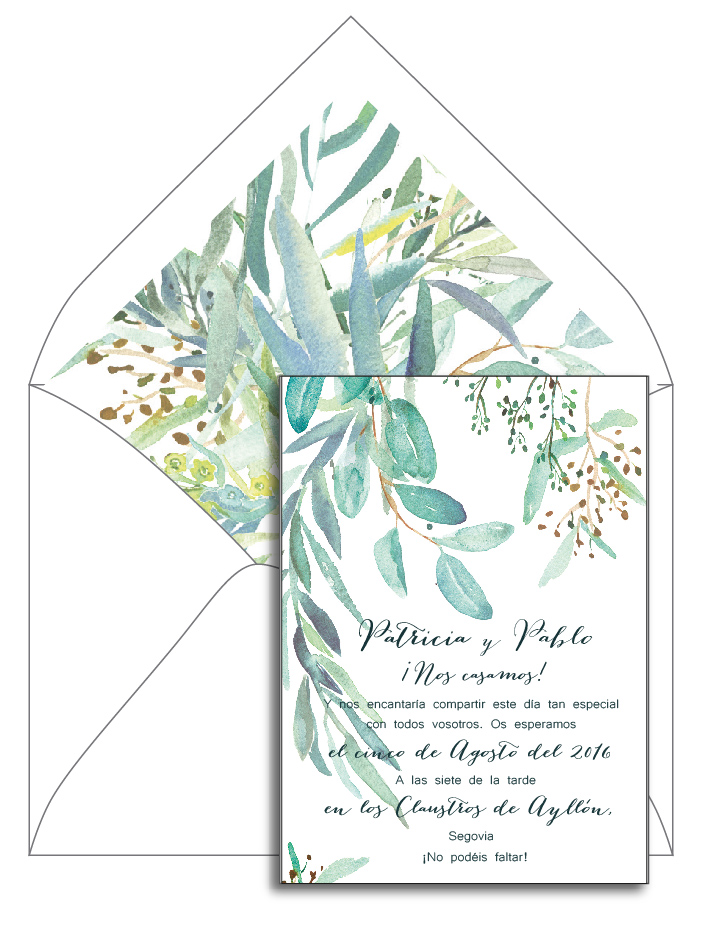 Patricia y Pablo
¡Nos casamos!
Y nos encantaría compartir este día tan especial
con todos vosotros. Os esperamos
el cinco de Agosto del 2016
A las siete de la tarde
en los Claustros de Ayllón,
Segovia
¡No podéis faltar!